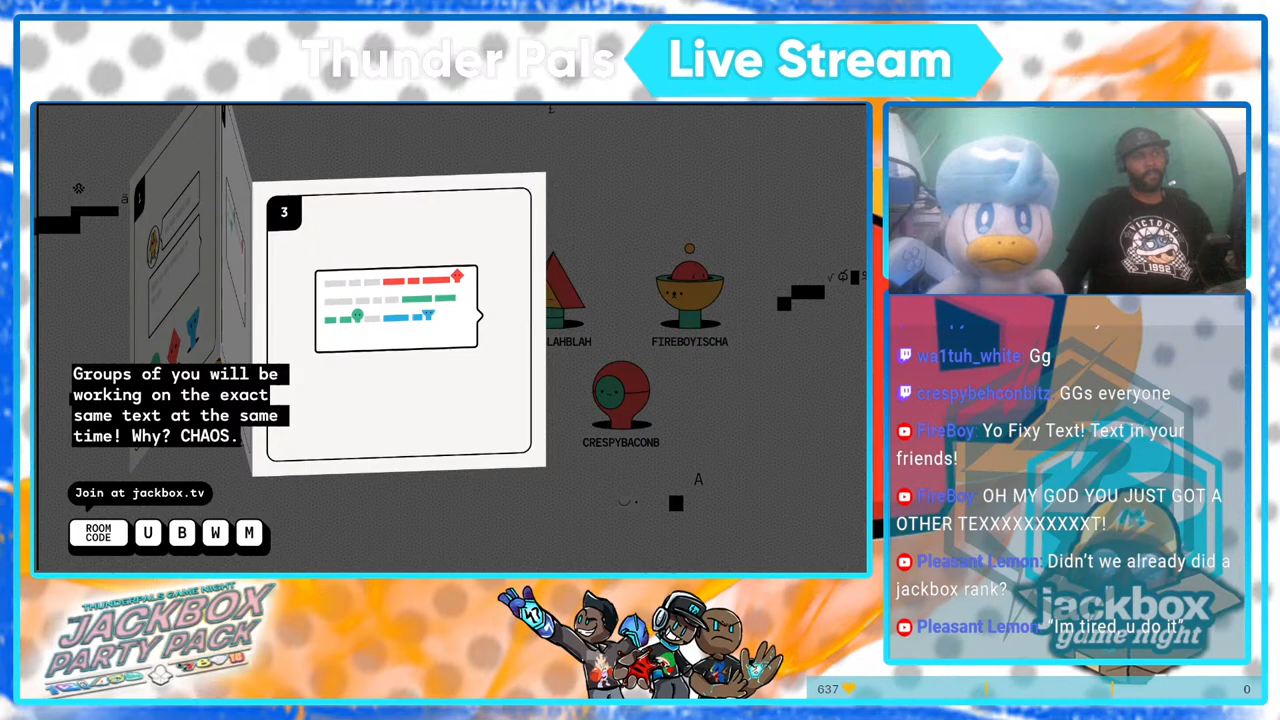 Thunder Pals Live Stream
3
Groups of you will be
working on the exact
same text at the same
time! Why? CHAOS.
Join at jackbox.tv
ROOM
CODE
U B W M
LAHBLAH
FIREBOYISCHA
CRESPYBACONB
A
VICTORY
1992
wa1tuh_white: Gg
crespybehconbitz: GGs everyone
FireBoy: Yo Fixy Text! Text in your
friends!
FireBoy: OH MY GOD YOU JUST GOT A
OTHER TEXXXXXXXXXT!
Pleasant Lemon: Didn't we already did a
jackbox rank?
Pleasant Lemon: "Im tired, u do it"
jackbox
game night
THUNDERPALS GAME NIGHT
JACKBOX
PARTY PACK
637
0